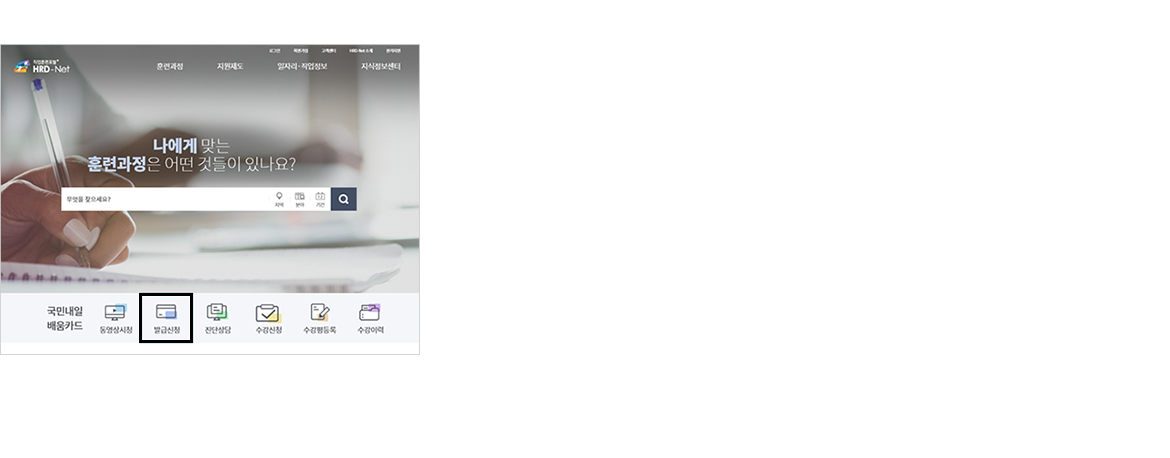 로그인 회원가입 고객센터 HRD-Net 소개 분야지원
직업훈련포털
HRD-Net
훈련과정 지원제도 일자리·직업정보 지식정보센터
나에게 맞는
훈련과정은 어떤 것들이 있나요?
무엇을 찾으세요?
지역 분야 기간
국민내일
배움카드
동영상시청 발급신청 진단상담 수강신청 수강평등록 수강이력